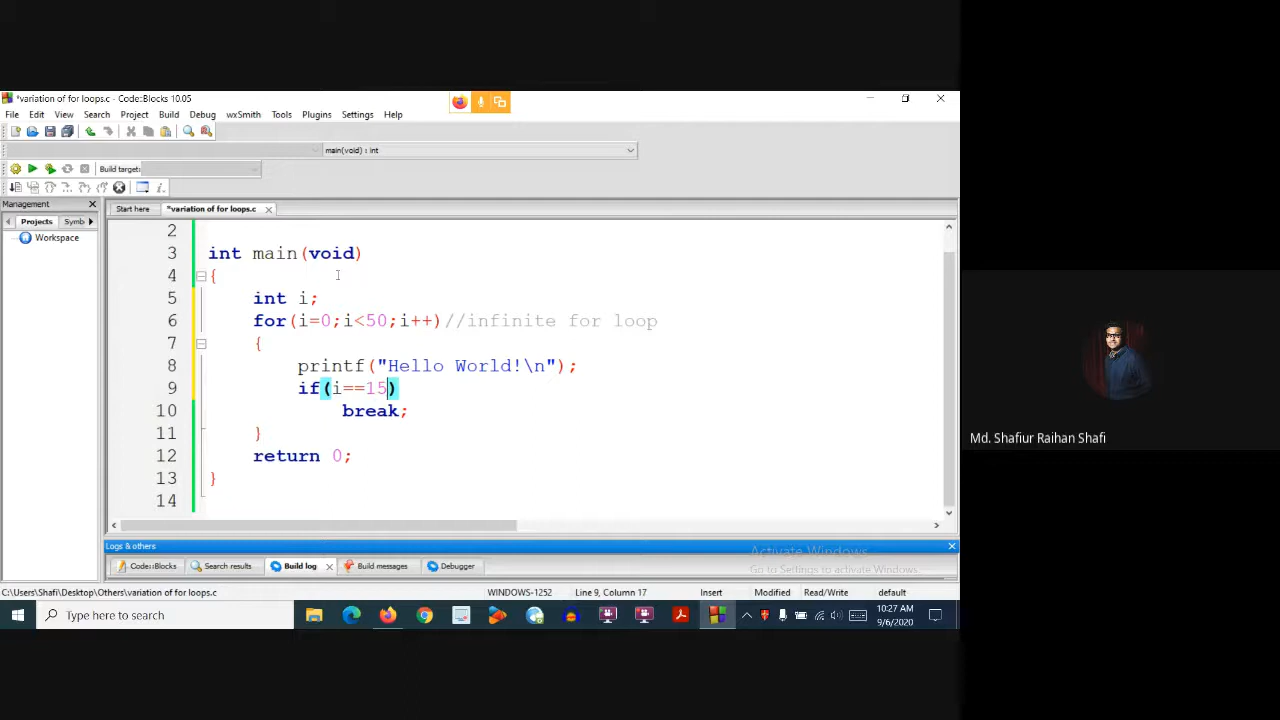 *variation of for loops.c - Code::Blocks 10.05
File Edit View Search Project Build Debug wxSmith Tools Plugins Settings Help
main(void) : int
Build target:
Management
Projects Symb
Workspace
Start here *variation of for loops.c
2
3 int main(void)
4 {
5 int i;
6 for(i=0;i<50;i++)//infinite for loop
7 {
8 printf("Hello World!\n");
9 if(i==15)
10 break;
11 }
12 return 0;
13 }
14
Logs & others
Code::Blocks Search results Build log Build messages Debugger
Activate Windows
Go to Settings to activate Windows.
C:\Users\Shafi\Desktop\Others\variation of for loops.c WINDOWS-1252 Line 9, Column 17 Insert Modified Read/Write default
Type here to search
10:27 AM
9/6/2020
Md. Shafiur Raihan Shafi